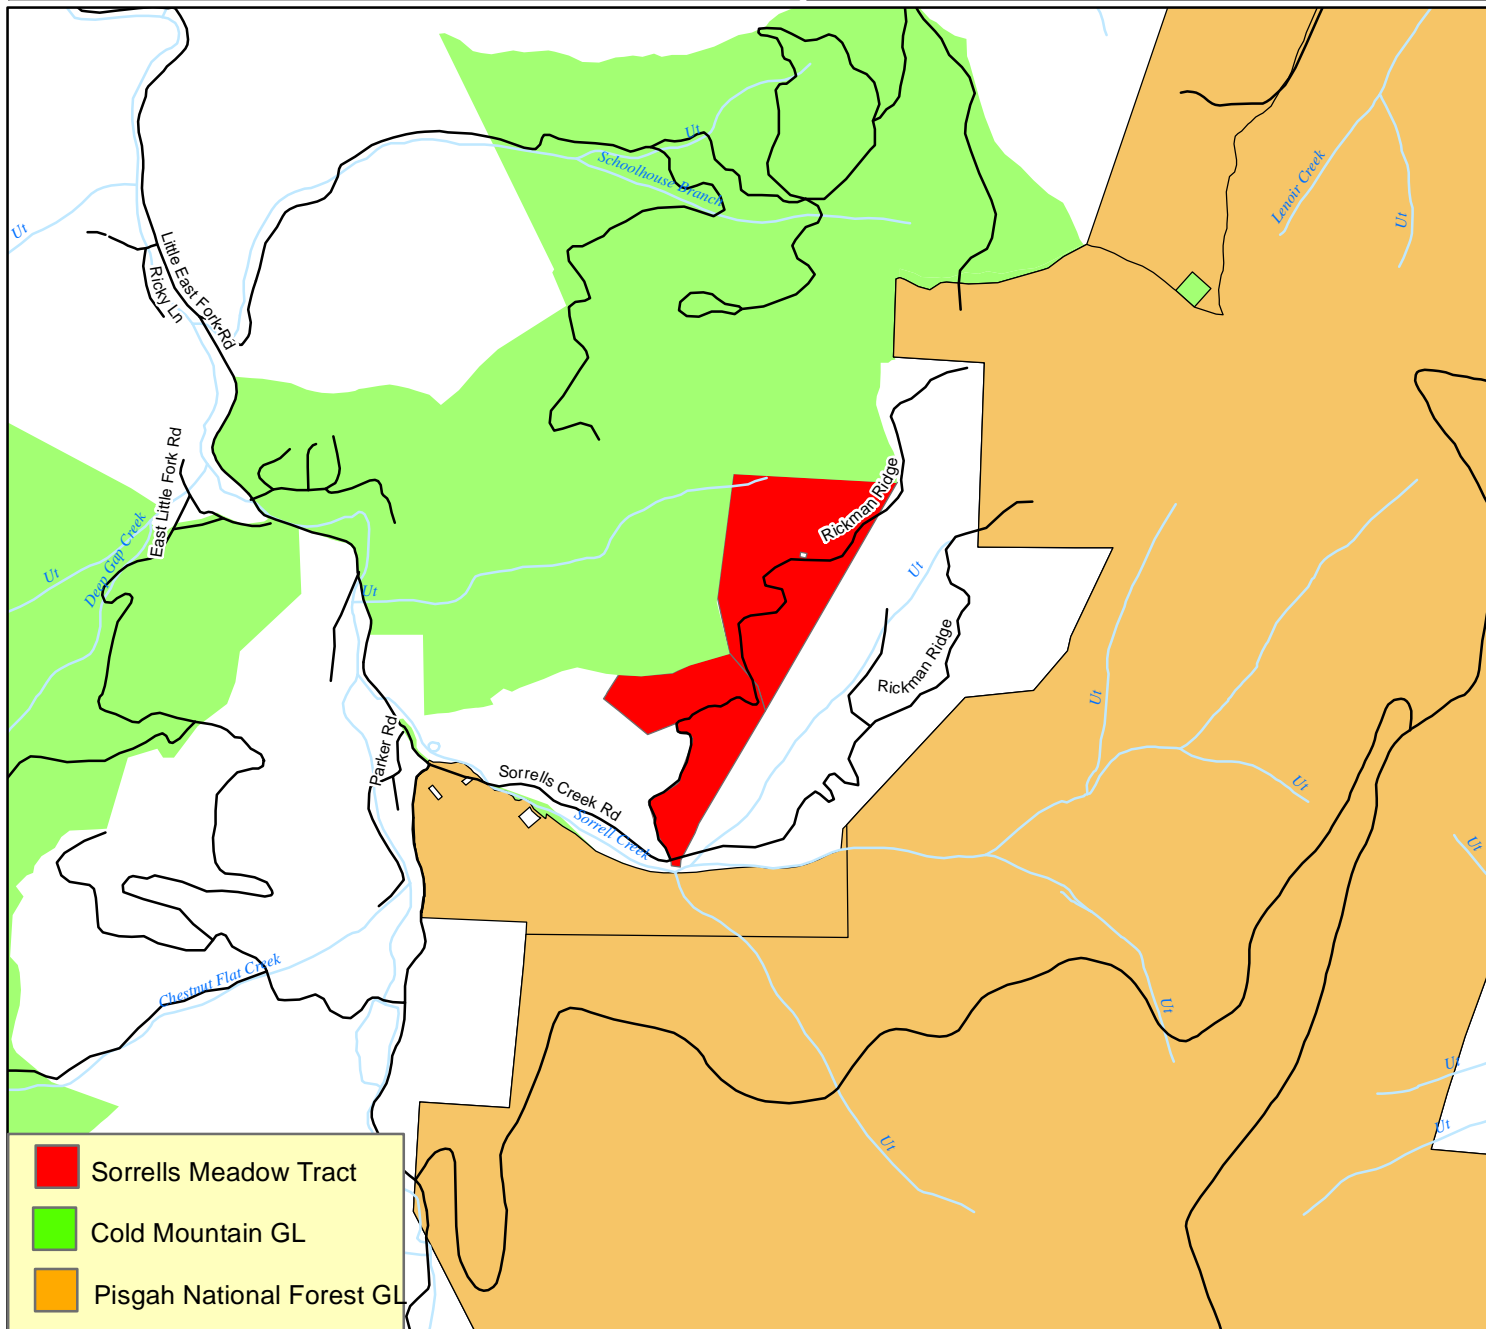 Ut
Schoolhouse Branch
Lenoir Creek
Ut
Ut
Little East Fork Rd
Ricky Ln
East Little Fork Rd
Rickman Ridge
Deep Gap Creek
Ut
Ut
Ut
Rickman Ridge
Ut
Parker Rd
Sorrells Creek Rd
Sorrell Creek
Ut
Ut
Chestnut Flat Creek
Ut
Ut
Ut
Ut
Sorrells Meadow Tract
Cold Mountain GL
Pisgah National Forest GL